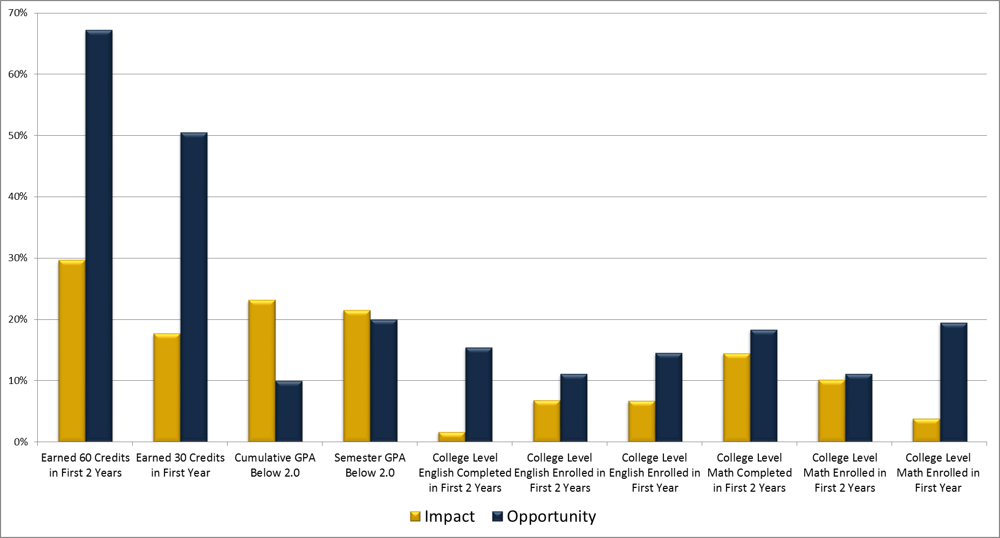 70%
60%
50%
40%
30%
20%
10%
0%
Earned 60 Credits
in First 2 Years
Earned 30 Credits
in First Year
Cumulative GPA
Below 2.0
Semester GPA
Below 2.0
College Level
English Completed
in First 2 Years
College Level
English Enrolled in
First 2 Years
College Level
English Enrolled in
First Year
College Level
Math Completed
in First 2 Years
College Level
Math Enrolled in
First 2 Years
College Level
Math Enrolled in
First Year
Impact
Opportunity